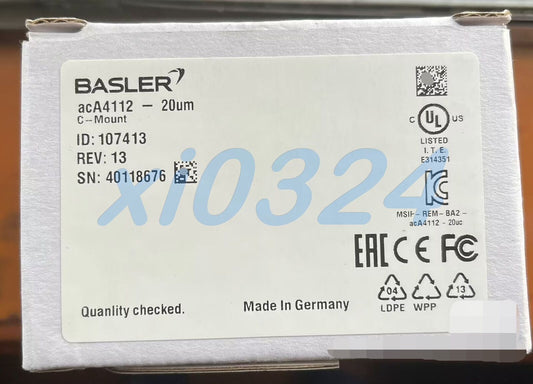 BASLER
acA4112 - 20um
C-Mount
ID: 107413
REV: 13
SN: 40118676
xi0324
C UL US
LISTED
I. T. E
E314351
MSIP-REM-BA2-
acA4112 - 20uc
EAC CE FC
04 13
LDPE WPP
Quanlity checked.
Made In Germany